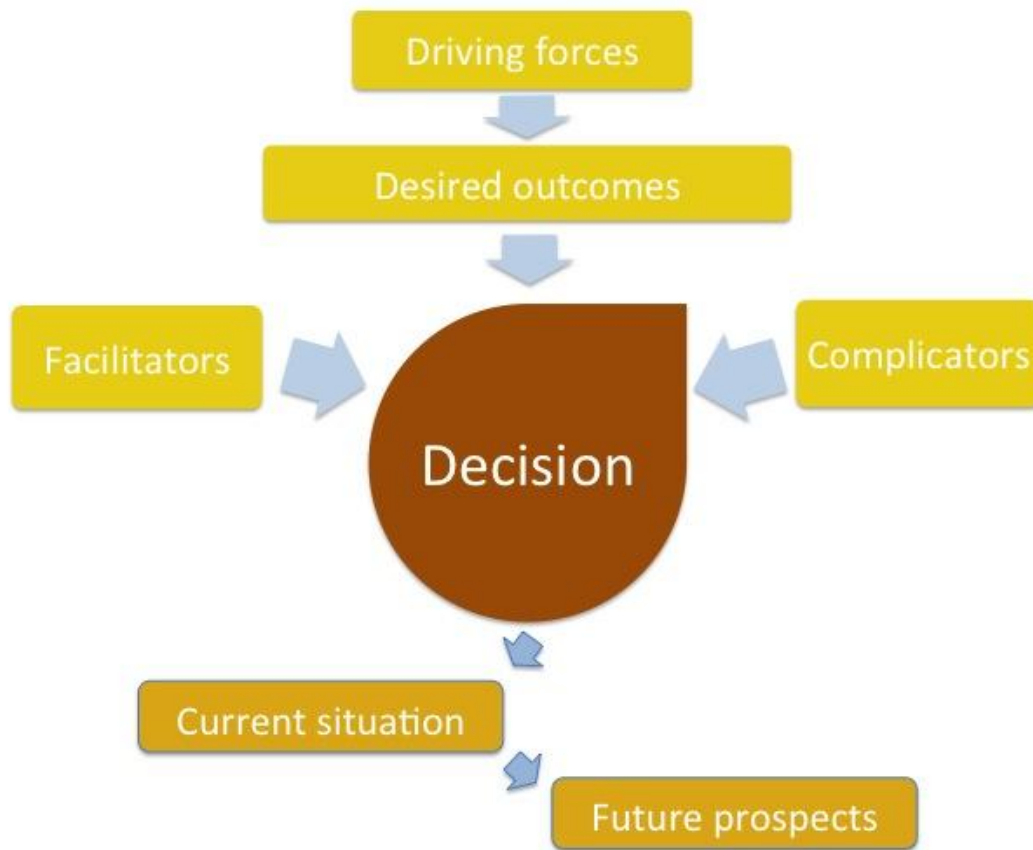 Driving forces
Desired outcomes
Facilitators
Complicators
Decision
Current situation
Future prospects